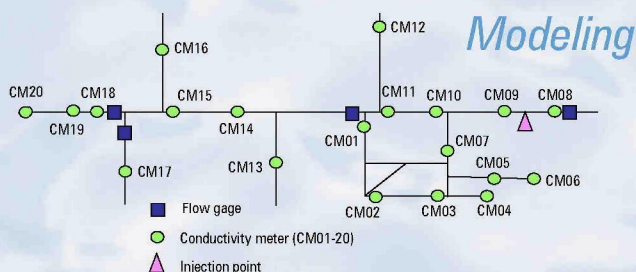 Modeling
CM16
CM12
CM20
CM18
CM15
CM11
CM10
CM09
CM08
CM19
CM14
CM01
CM07
CM17
CM13
CM05
CM06
CM02
CM03
CM04
Flow gage
Conductivity meter (CM01-20)
Injection point